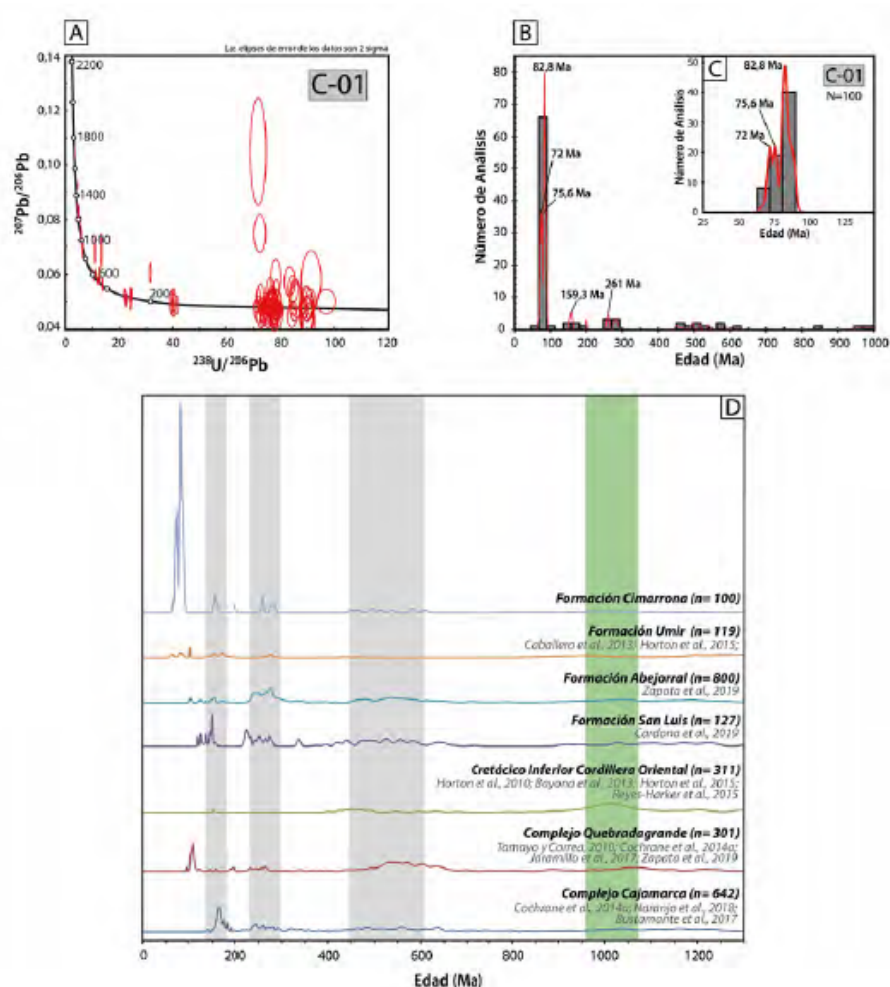 A
Las elipses de error de los datos son 2 sigma
C-01
0,14
0,12
0,10
0,08
0,06
0,04
2200
1800
1400
1000
600
200
²⁰⁷Pb/²⁰⁶Pb
0 20 40 60 80 100 120
²³⁸U/²⁰⁶Pb
B
82,8 Ma
72 Ma
75,6 Ma
159,3 Ma
261 Ma
80
70
60
50
40
30
20
10
0
Número de Análisis
0 100 200 300 400 500 600 700 800 900 1000
Edad (Ma)
C
82,8 Ma
75,6 Ma
72 Ma
C-01
N=100
50
40
30
20
10
0
Número de Análisis
25 50 75 100 125
Edad (Ma)
D
Formación Cimarrona (n= 100)
Formación Umir (n= 119)
Caballero et al., 2013; Horton et al., 2015;
Formación Abejorral (n= 800)
Zapata et al., 2019
Formación San Luis (n= 127)
Cardona et al., 2019
Cretácico Inferior Cordillera Oriental (n= 311)
Horton et al., 2010; Bayona et al., 2013; Horton et al., 2015;
Reyes-Harker et al., 2015
Complejo Quebradagrande (n= 301)
Tamayo y Correa, 2010; Cochrane et al., 2014a;
Jaramillo et al., 2017; Zapata et al., 2019
Complejo Cajamarca (n= 642)
Cochrane et al., 2014a; Naranjo et al., 2018;
Bustamante et al., 2017
0 200 400 600 800 1000 1200
Edad (Ma)